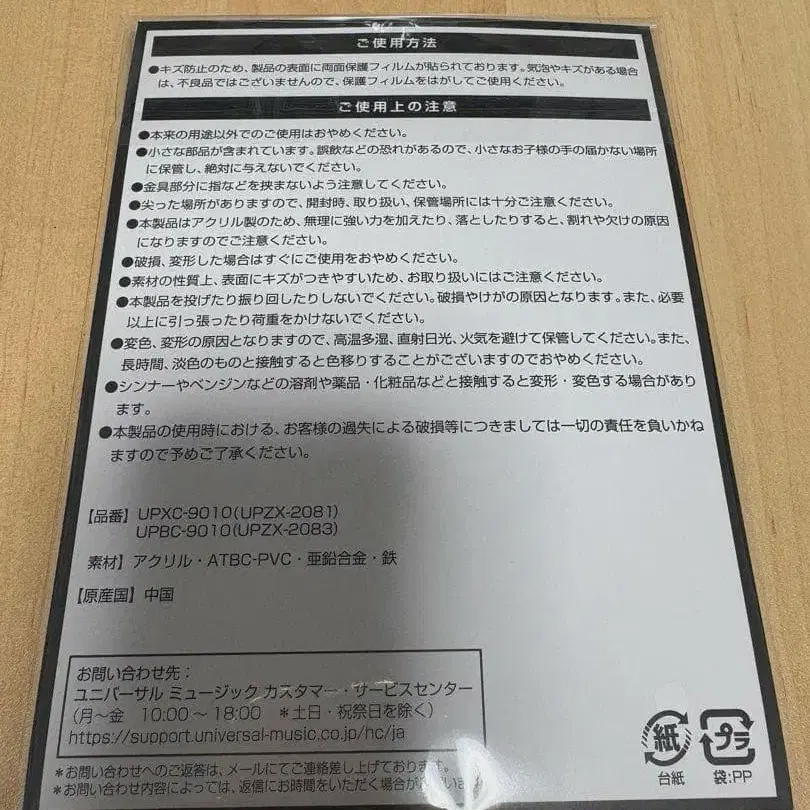 ご使用方法
●キズ防止のため、製品の表面に両面保護フィルムが貼られております。気泡やキズがある場合
は、不良品ではございませんので、保護フィルムをはがしてご使用ください。
ご使用上の注意
●本来の用途以外でのご使用はおやめください。
●小さな部品が含まれています。誤飲などの恐れがあるので、小さなお子様の手の届かない場所
に保管し、絶対に与えないでください。
●金具部分に指などを挟まないよう注意してください。
●尖った場所がありますので、開封時、取り扱い、保管場所には十分ご注意ください。
●本製品はアクリル製のため、無理に強い力を加えたり、落としたりすると、割れや欠けの原因
になりますのでご注意ください。
●破損、変形した場合はすぐにご使用をおやめください。
●素材の性質上、表面にキズがつきやすいため、お取り扱いにはご注意ください。
●本製品を投げたり振り回したりしないでください。破損やけがの原因となります。また、必要
以上に引っ張ったり荷重をかけないでください。
●変色、変形の原因となりますので、高温多湿、直射日光、火気を避けて保管してください。また、
長時間、淡色のものと接触すると色移りすることがございますのでおやめください。
●シンナーやベンジンなどの溶剤や薬品・化粧品などと接触すると変形・変色する場合があり
ます。
●本製品の使用時における、お客様の過失による破損等につきましては一切の責任を負いかね
ますので予めご了承ください。
【品番】UPXC-9010(UPZX-2081)
UPBC-9010(UPZX-2083)
素材】アクリル・ATBC-PVC・亜鉛合金・鉄
【原産国】中国
お問い合わせ先：
ユニバーサル ミュージック カスタマー・サービスセンター
(月～金 10:00～18:00 ＊土日・祝祭日を除く)
https://support.universal-music.co.jp/hc/ja
＊お問い合わせへのご返答は、メールにてご連絡差し上げております。
＊お問い合わせ内容によっては、返信にお時間をいただく場合がございます
紙 プラ
台紙 袋:PP